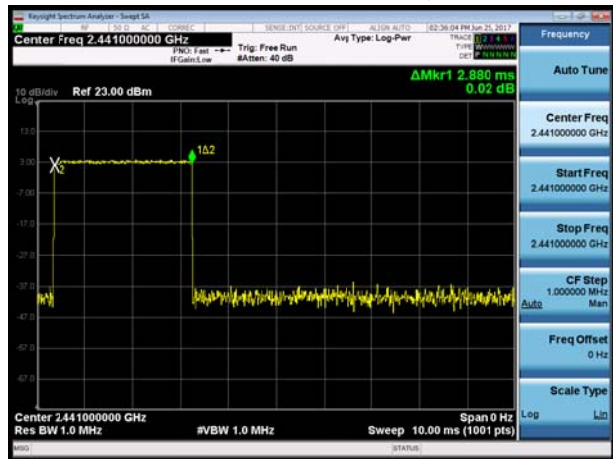 Keysight Spectrum Analyzer - Swept SA
RF 50 Ω AC CORREC SENSE:INT SOURCE OFF ALIGN AUTO 02:36:04 PM Jun 25, 2017
Center Freq 2.441000000 GHz
PNO: Fast
IFGain:Low
Trig: Free Run
#Atten: 40 dB
Avg Type: Log-Pwr
TRACE 1 2 3 4 5 6
TYPE
DET P N N N N N
ΔMkr1 2.880 ms
0.02 dB
10 dB/div Ref 23.00 dBm
Log
13.0
3.00
-7.00
-17.0
-27.0
-37.0
-47.0
-57.0
-67.0
1Δ2
X2
Center 2.441000000 GHz
Span 0 Hz
Res BW 1.0 MHz
#VBW 1.0 MHz
Sweep 10.00 ms (1001 pts)
MSG
STATUS
Frequency
Auto Tune
Center Freq
2.441000000 GHz
Start Freq
2.441000000 GHz
Stop Freq
2.441000000 GHz
CF Step
1.000000 MHz
Auto Man
Freq Offset
0 Hz
Scale Type
Log Lin